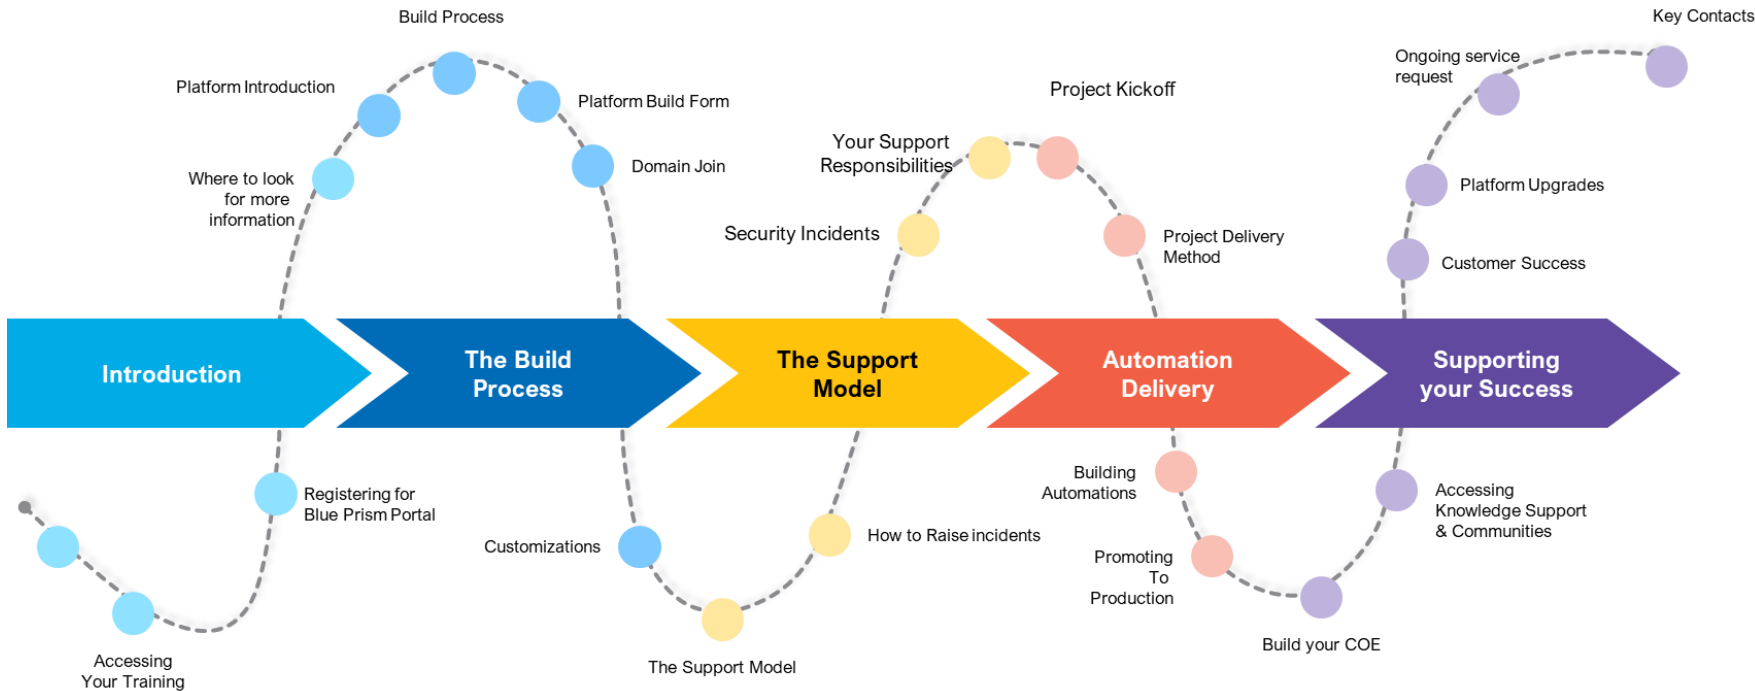 Build Process
Key Contacts
Ongoing service
request
Platform Introduction
Platform Build Form
Project Kickoff
Your Support
Responsibilities
Domain Join
Where to look
for more
information
Platform Upgrades
Security Incidents
Project Delivery
Method
Customer Success
Introduction
The Build
Process
The Support
Model
Automation
Delivery
Supporting
your Success
Registering for
Blue Prism Portal
Building
Automations
Accessing
Knowledge Support
& Communities
Customizations
How to Raise incidents
Promoting
To
Production
Build your COE
Accessing
Your Training
The Support Model